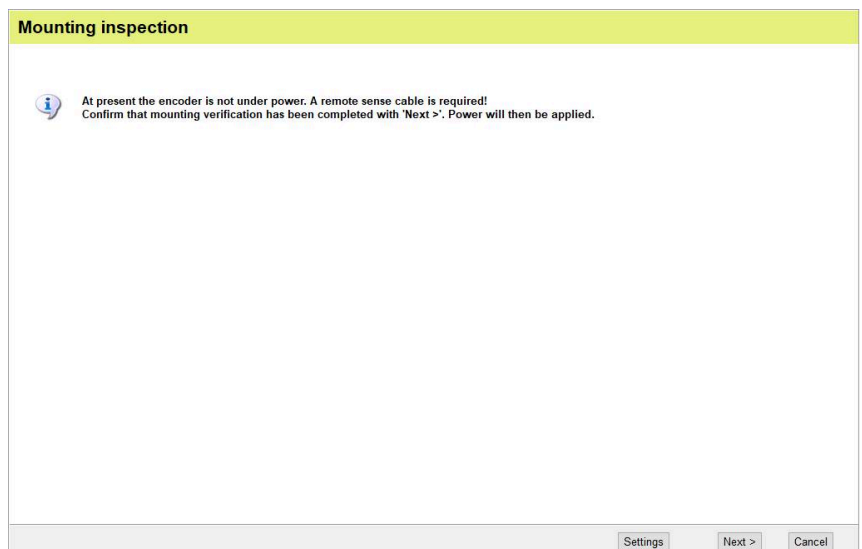 Mounting inspection
At present the encoder is not under power. A remote sense cable is required!
Confirm that mounting verification has been completed with 'Next >'. Power will then be applied.
Settings Next > Cancel